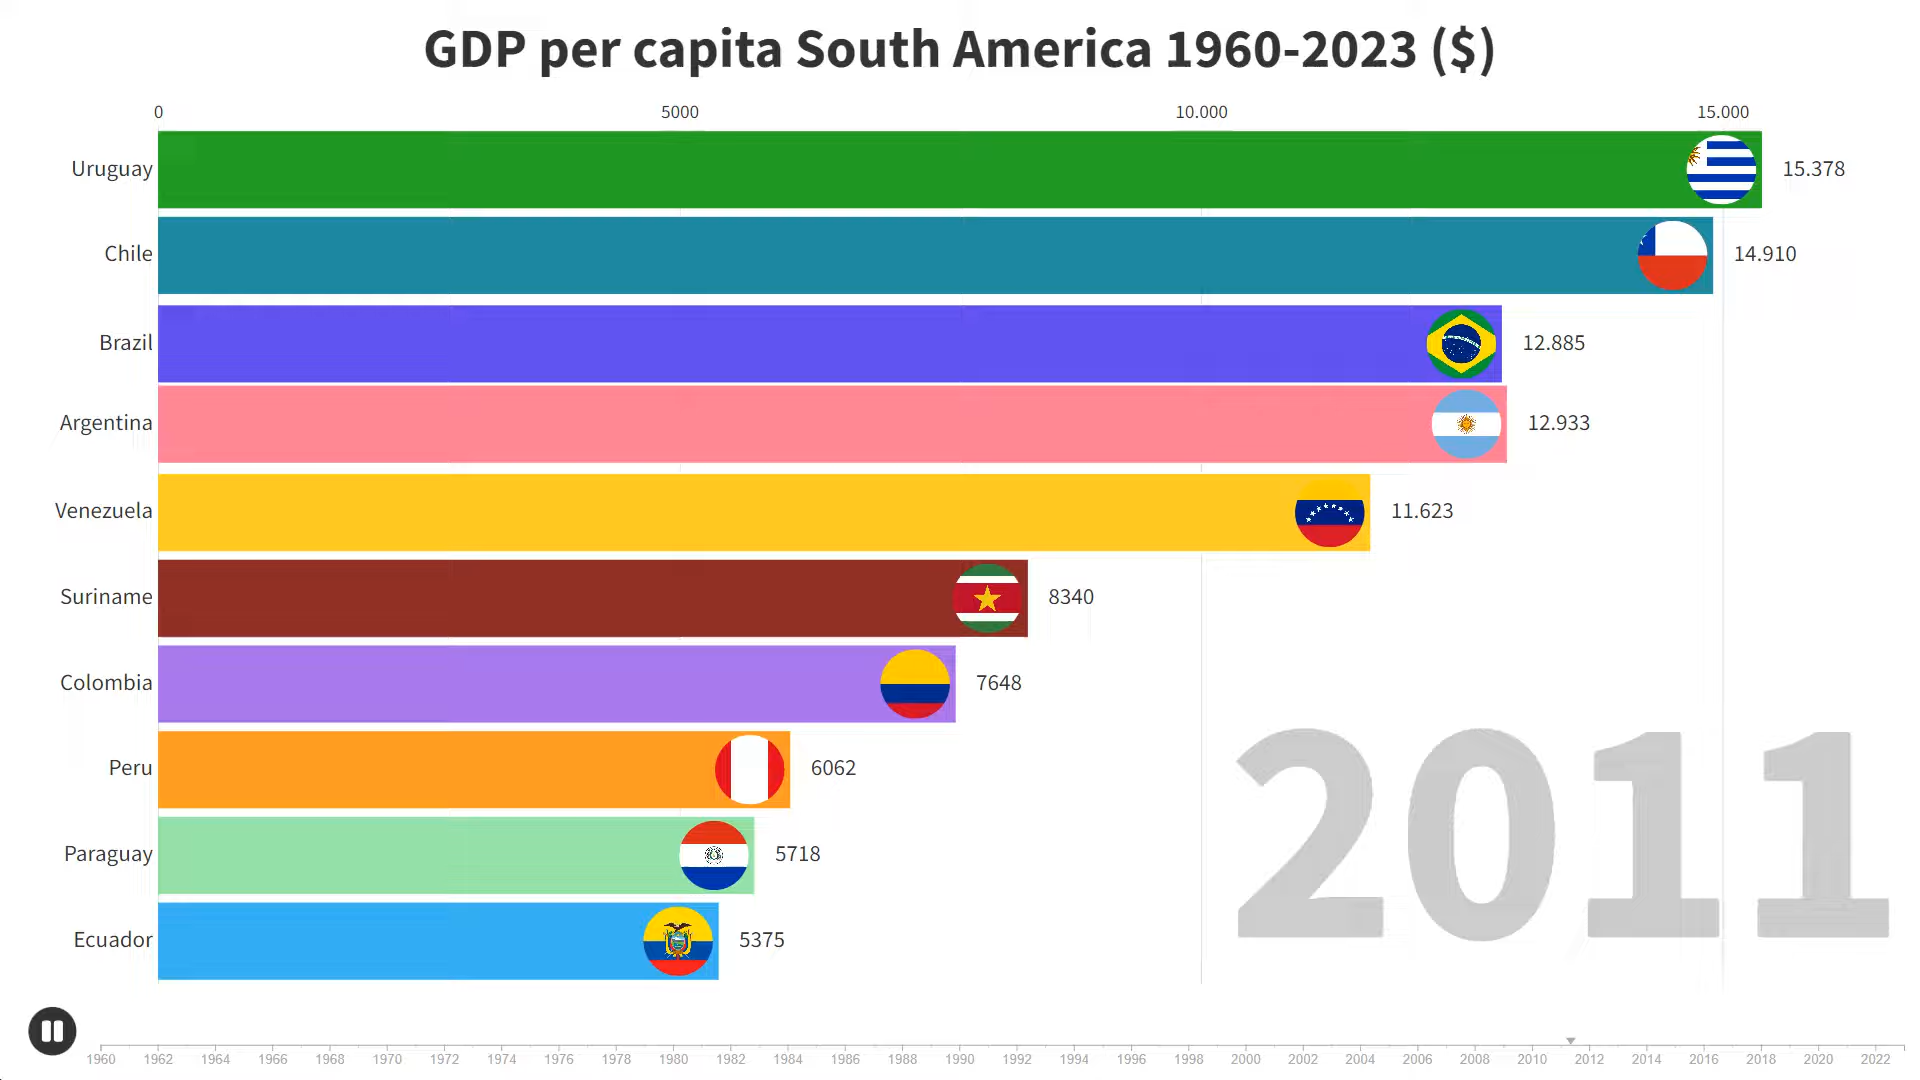 GDP per capita South America 1960-2023 ($)
0 5000 10.000 15.000
Uruguay 15.378
Chile 14.910
Brazil 12.885
Argentina 12.933
Venezuela 11.623
Suriname 8340
Colombia 7648
Peru 6062
Paraguay 5718
Ecuador 5375
2011
1960 1962 1964 1966 1968 1970 1972 1974 1976 1978 1980 1982 1984 1986 1988 1990 1992 1994 1996 1998 2000 2002 2004 2006 2008 2010 2012 2014 2016 2018 2020 2022